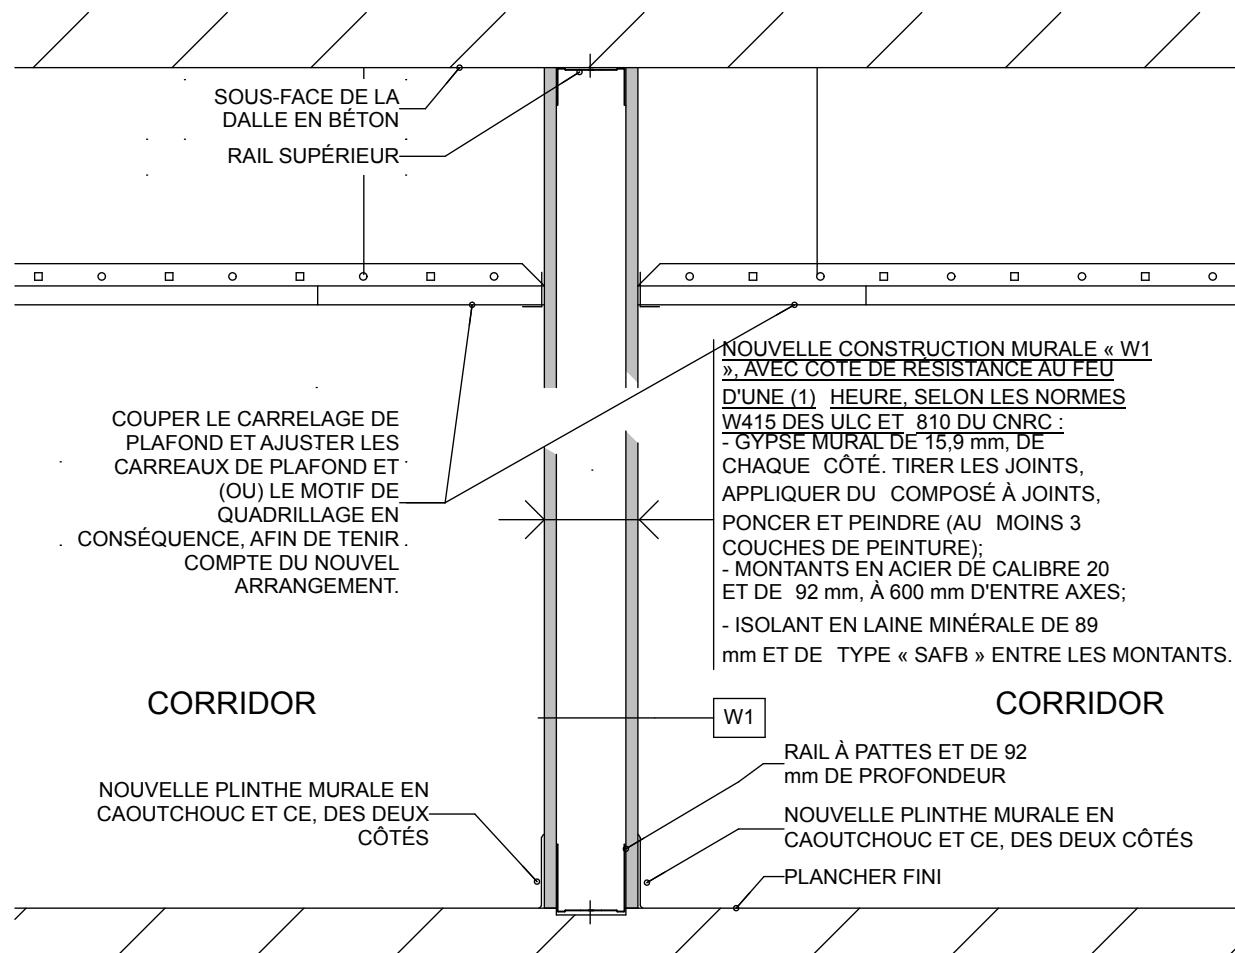 SOUS-FACE DE LA
DALLE EN BÉTON
RAIL SUPÉRIEUR
COUPER LE CARRELAGE DE
PLAFOND ET AJUSTER LES
CARREAUX DE PLAFOND ET
(OU) LE MOTIF DE
QUADRILLAGE EN
CONSÉQUENCE, AFIN DE TENIR
COMPTE DU NOUVEL
ARRANGEMENT.
NOUVELLE CONSTRUCTION MURALE « W1
», AVEC COTE DE RÉSISTANCE AU FEU
D'UNE (1) HEURE, SELON LES NORMES
W415 DES ULC ET 810 DU CNRC :
- GYPSE MURAL DE 15,9 mm, DE
CHAQUE CÔTÉ. TIRER LES JOINTS,
APPLIQUER DU COMPOSÉ À JOINTS,
PONCER ET PEINDRE (AU MOINS 3
COUCHES DE PEINTURE);
- MONTANTS EN ACIER DE CALIBRE 20
ET DE 92 mm, À 600 mm D'ENTRE AXES;
- ISOLANT EN LAINE MINÉRALE DE 89
mm ET DE TYPE « SAFB » ENTRE LES MONTANTS.
CORRIDOR
CORRIDOR
W1
RAIL À PATTES ET DE 92
mm DE PROFONDEUR
NOUVELLE PLINTHE MURALE EN
CAOUTCHOUC ET CE, DES DEUX
CÔTÉS
NOUVELLE PLINTHE MURALE EN
CAOUTCHOUC ET CE, DES DEUX CÔTÉS
PLANCHER FINI